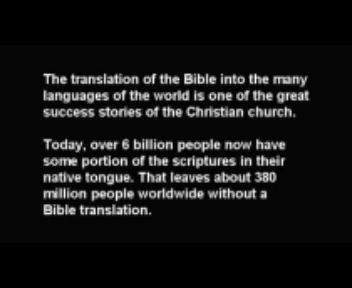 The translation of the Bible into the many
languages of the world is one of the great
success stories of the Christian church.
Today, over 6 billion people now have
some portion of the scriptures in their
native tongue. That leaves about 380
million people worldwide without a
Bible translation.